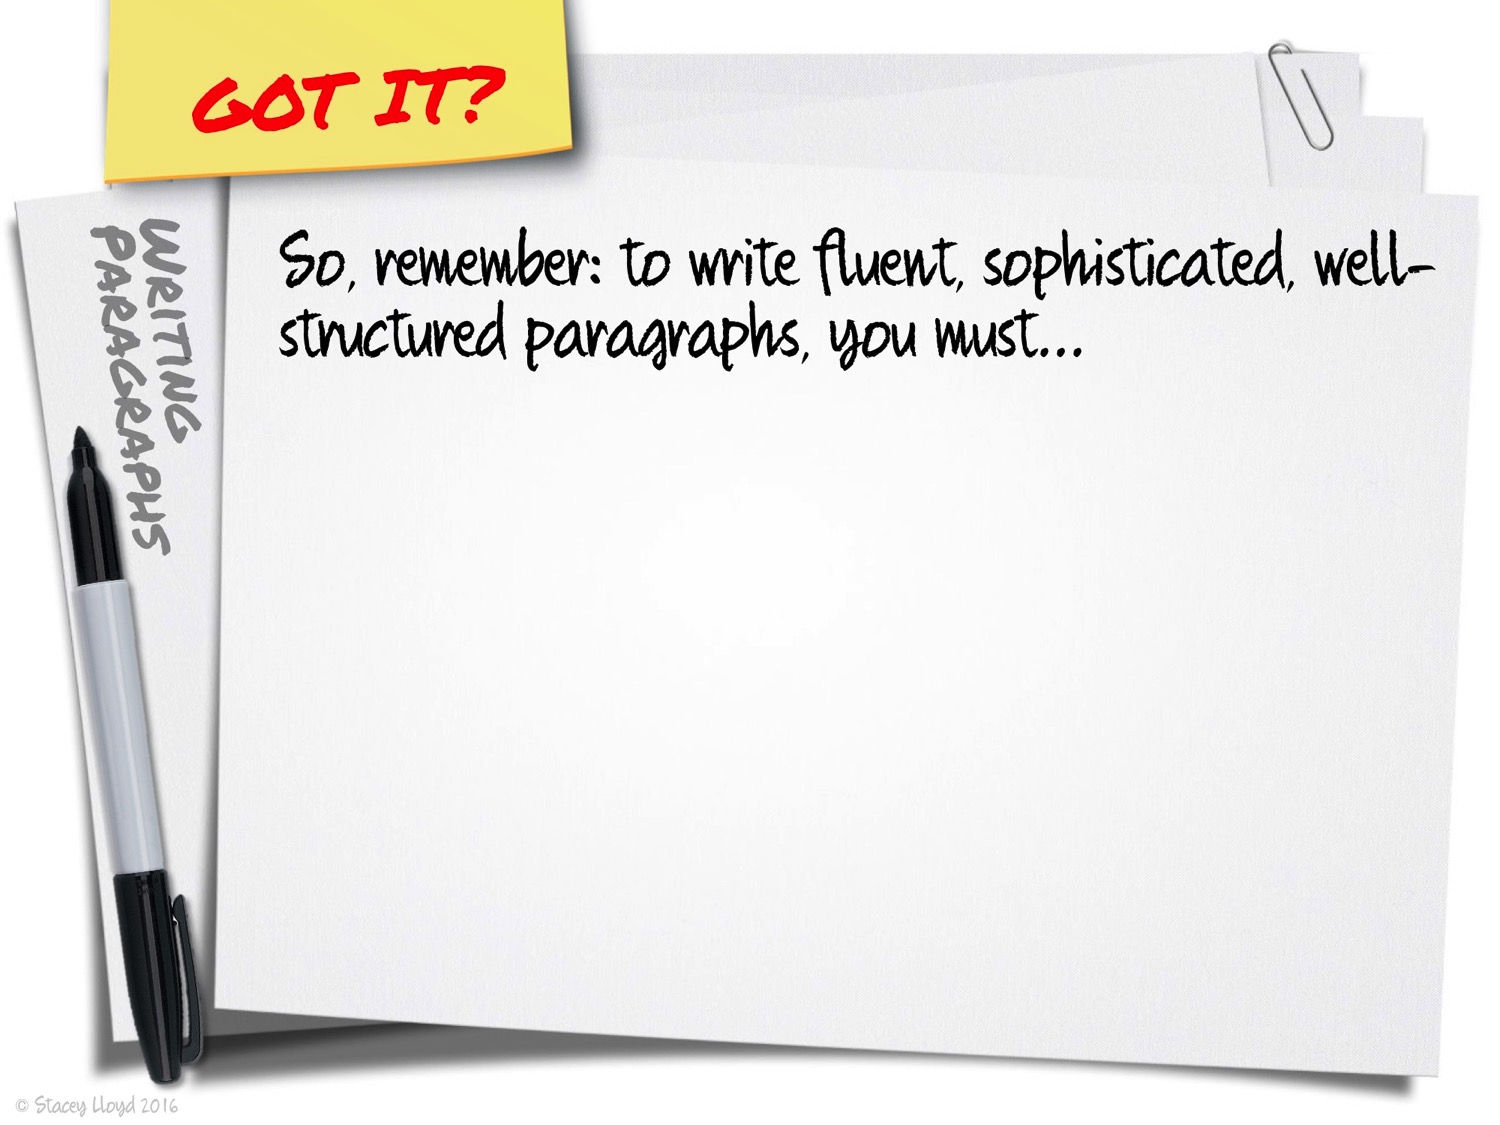 GOT IT?
WRITING
PARAGRAPHS
So, remember: to write fluent, sophisticated, well-
structured paragraphs, you must...
© Stacey Lloyd 2016